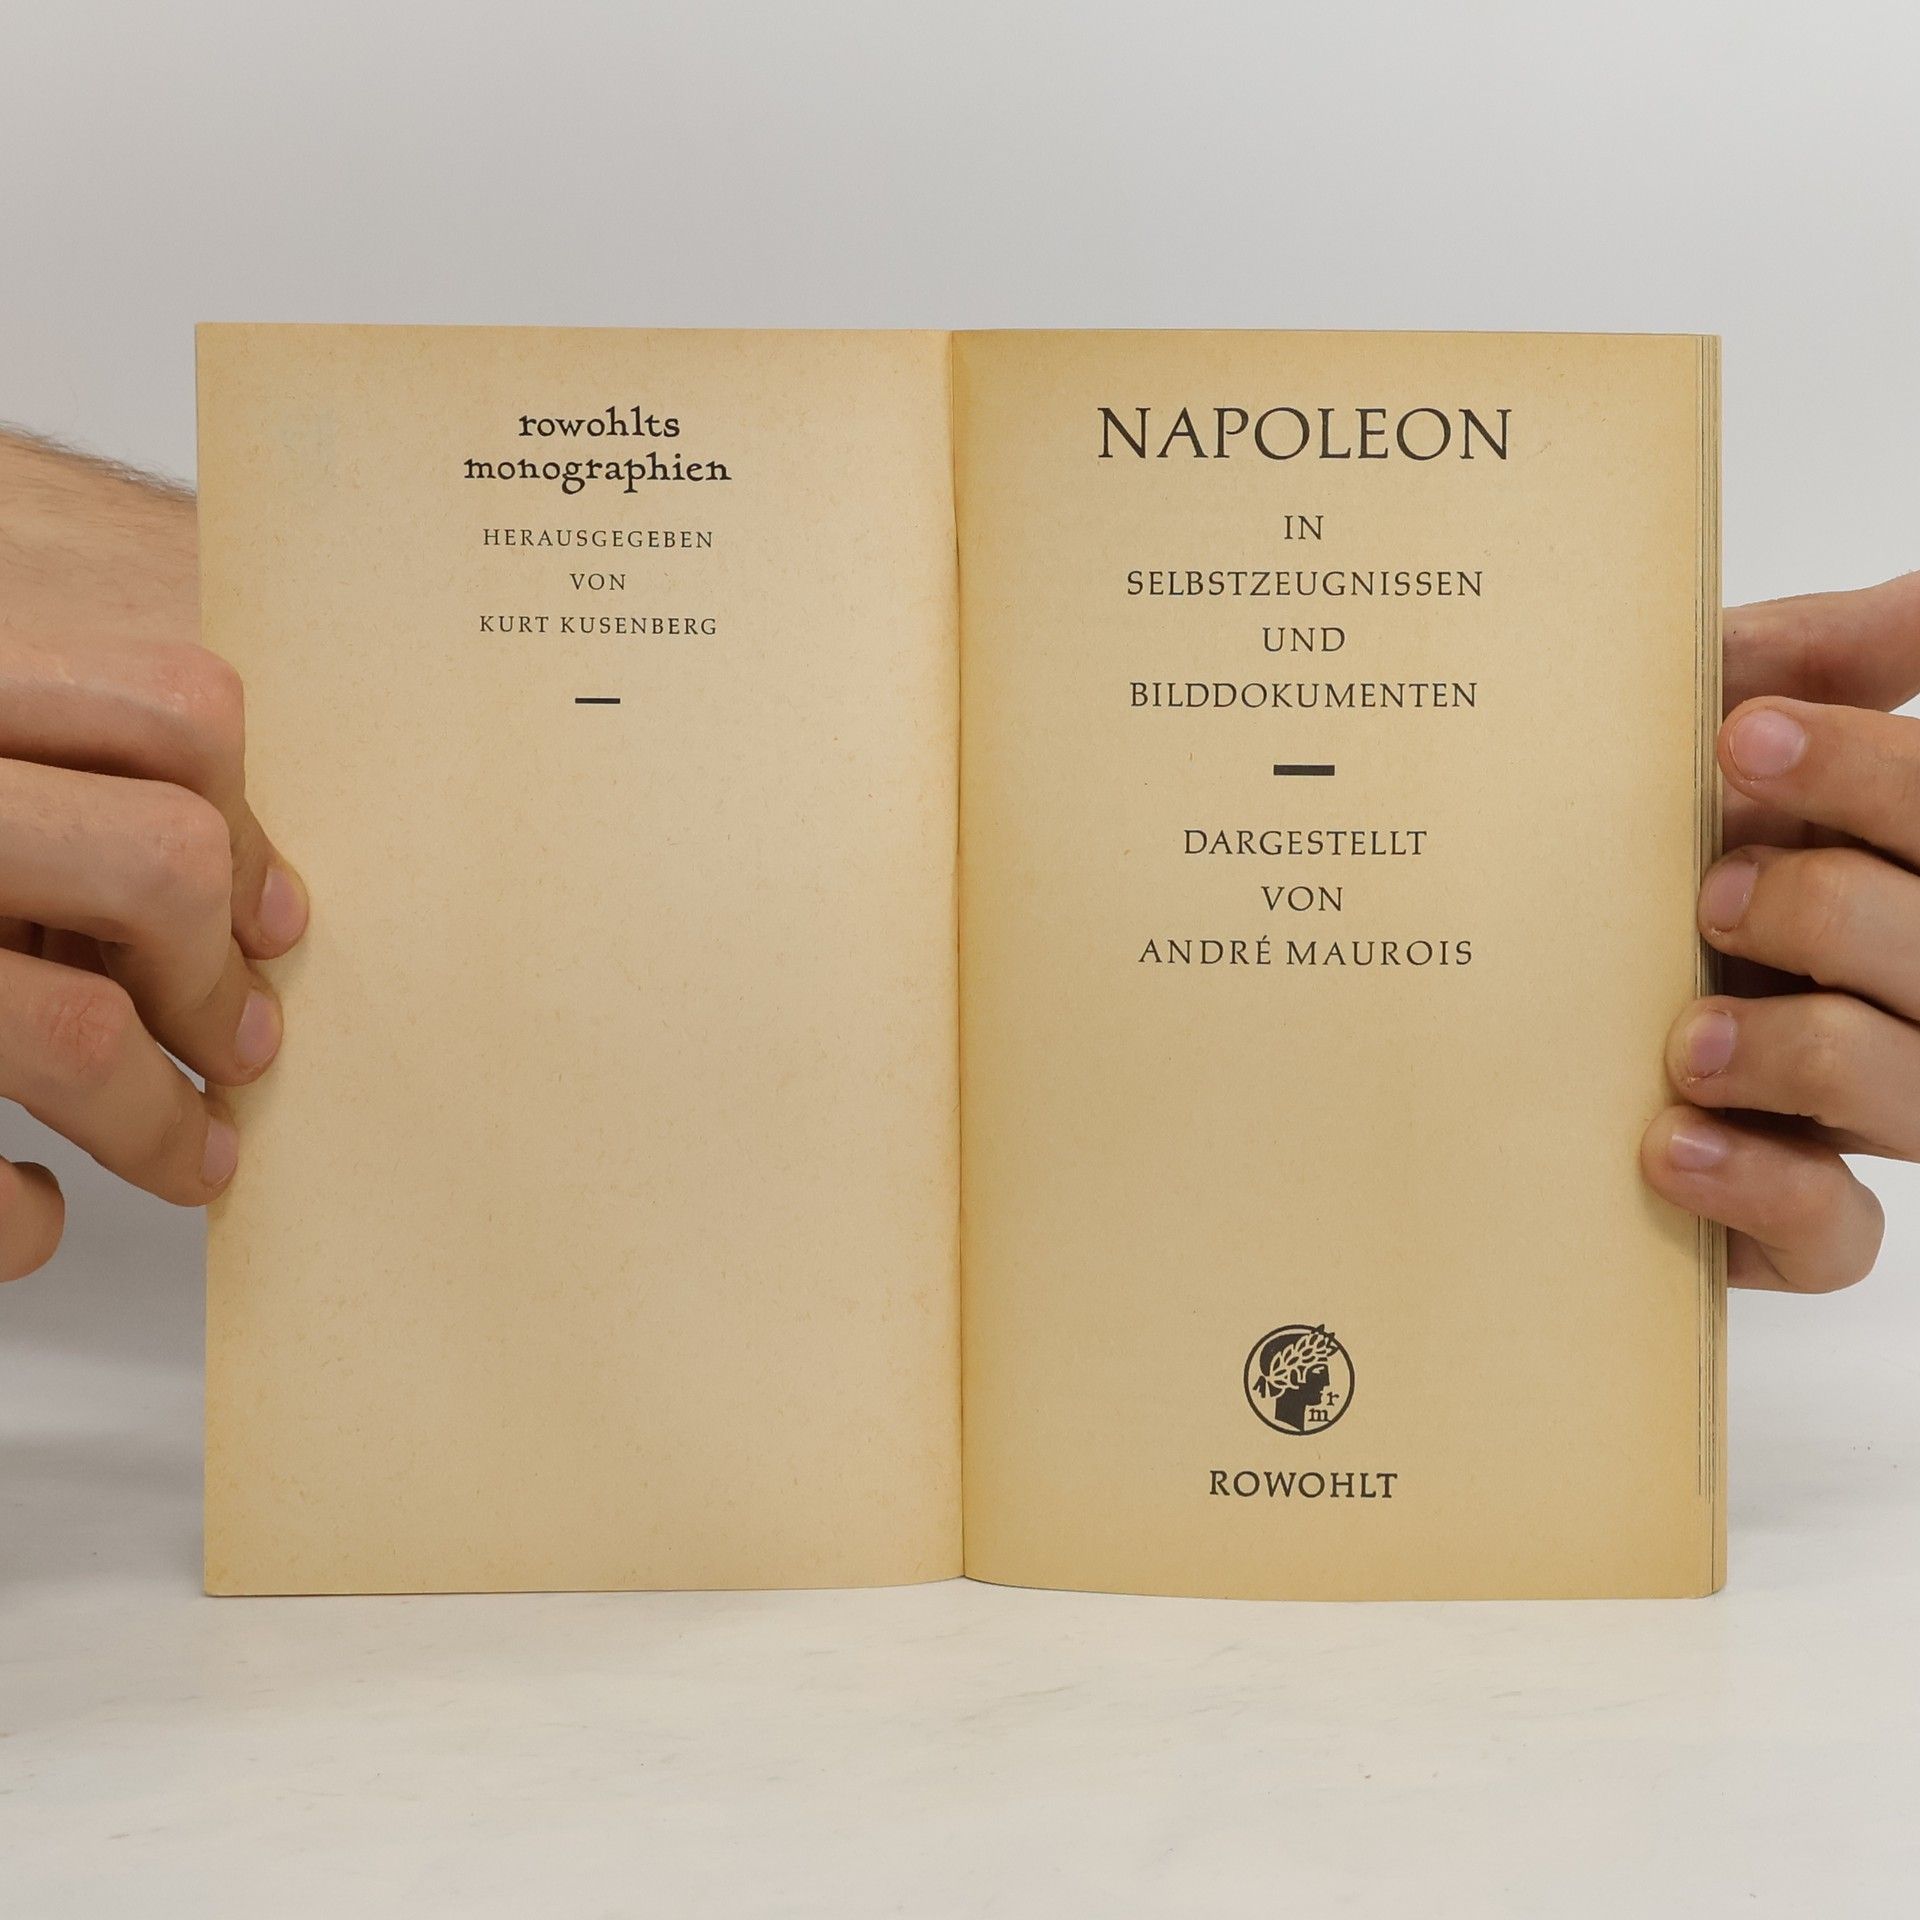 rowohlts
monographien
HERAUSGEGEBEN
VON
KURT KUSENBERG
NAPOLEON
IN
SELBSTZEUGNISSEN
UND
BILDDOKUMENTEN
DARGESTELLT
VON
ANDRÉ MAUROIS
r
m
ROWOHLT